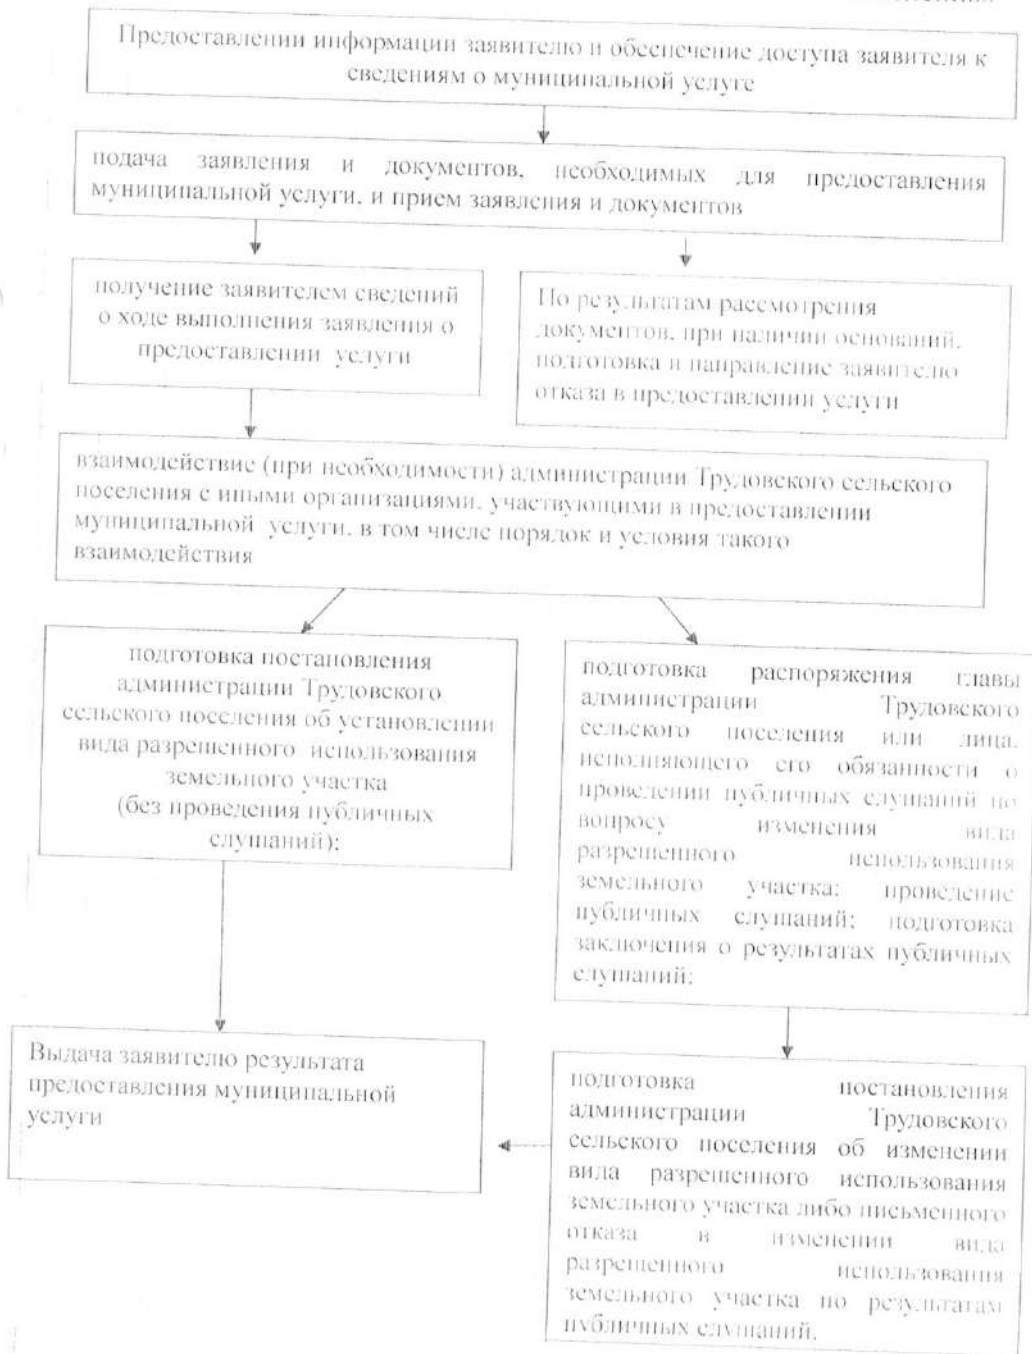 Предоставлении информации заявителю и обеспечение доступа заявителя к
сведениям о муниципальной услуге
подача заявления и документов, необходимых для предоставления
муниципальной услуги, и прием заявления и документов
получение заявителем сведений
о ходе выполнения заявления о
предоставлении услуги
По результатам рассмотрения
документов, при наличии оснований,
подготовка и направление заявителю
отказа в предоставлении услуги
взаимодействие (при необходимости) администрации Трудовского сельского
поселения с иными организациями, участвующими в предоставлении
муниципальной услуги, в том числе порядок и условия такого
взаимодействия
подготовка постановления
администрации Трудовского
сельского поселения об установлении
вида разрешенного использования
земельного участка
(без проведения публичных
слушаний);
подготовка распоряжения главы
администрации Трудовского
сельского поселения или лица,
исполняющего его обязанности о
проведении публичных слушаний по
вопросу изменения вида
разрешенного использования
земельного участка; проведение
публичных слушаний; подготовка
заключения о результатах публичных
слушаний;
Выдача заявителю результата
предоставления муниципальной
услуги
подготовка постановления
администрации Трудовского
сельского поселения об изменении
вида разрешенного использования
земельного участка либо письменного
отказа в изменении вида
разрешенного использования
земельного участка по результатам
публичных слушаний.